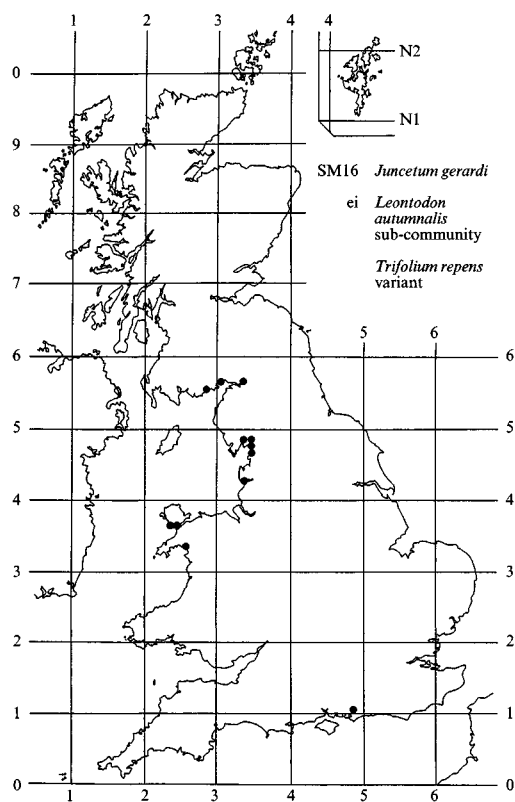 1 2 3 4 4
N2
0
N1
9
SM16 Juncetum gerardi
ei Leontodon
autumnalis
sub-community
8
Trifolium repens
variant
7
5 6
6 6
5 5
4 4
3 3
2 2
1 1
0 0
1 2 3 4 5 6